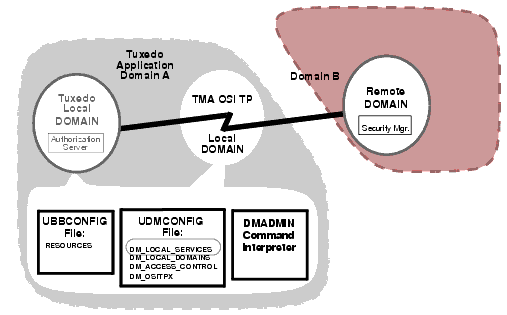 Tuxedo
Application
Domain A
Domain B
Tuxedo
Local
DOMAIN
Authorization
Server
TMA OSI TP
Local
DOMAIN
Remote
DOMAIN
Security Mgr.
UBBCONFIG
File:
RESOURCES
UDMCONFIG
File:
DM_LOCAL_SERVICES
DM_LOCAL_DOMAINS
DM_ACCESS_CONTROL
DM_OSITPX
DMADMIN
Command
Interpreter